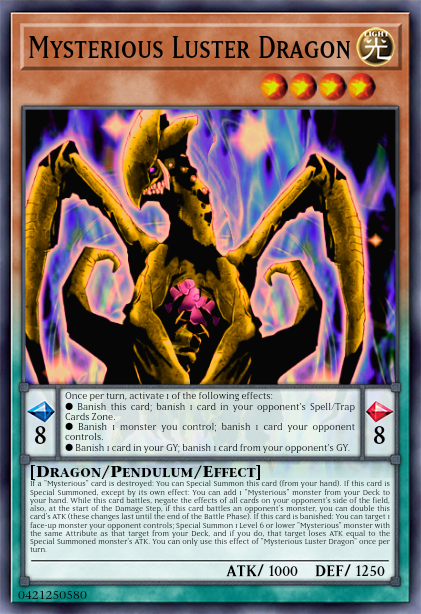 Mysterious Luster Dragon
LIGHT
光
Once per turn, activate 1 of the following effects:
● Banish this card; banish 1 card in your opponent's Spell/Trap
Cards Zone.
● Banish 1 monster you control; banish 1 card your opponent
controls.
● Banish 1 card in your GY; banish 1 card from your opponent's GY.
8
8
[Dragon/Pendulum/Effect]
If a "Mysterious" card is destroyed: You can Special Summon this card (from your hand). If this card is
Special Summoned, except by its own effect: You can add 1 "Mysterious" monster from your Deck to
your hand. While this card battles, negate the effects of all cards on your opponent's side of the field,
also, at the start of the Damage Step, if this card battles an opponent's monster, you can double this
card's ATK (these changes last until the end of the Battle Phase). If this card is banished: You can target 1
face-up monster your opponent controls; Special Summon 1 Level 6 or lower "Mysterious" monster with
the same Attribute as that target from your Deck, and if you do, that target loses ATK equal to the
Special Summoned monster's ATK. You can only use this effect of "Mysterious Luster Dragon" once per
turn.
ATK/ 1000 DEF/ 1250
0421250580